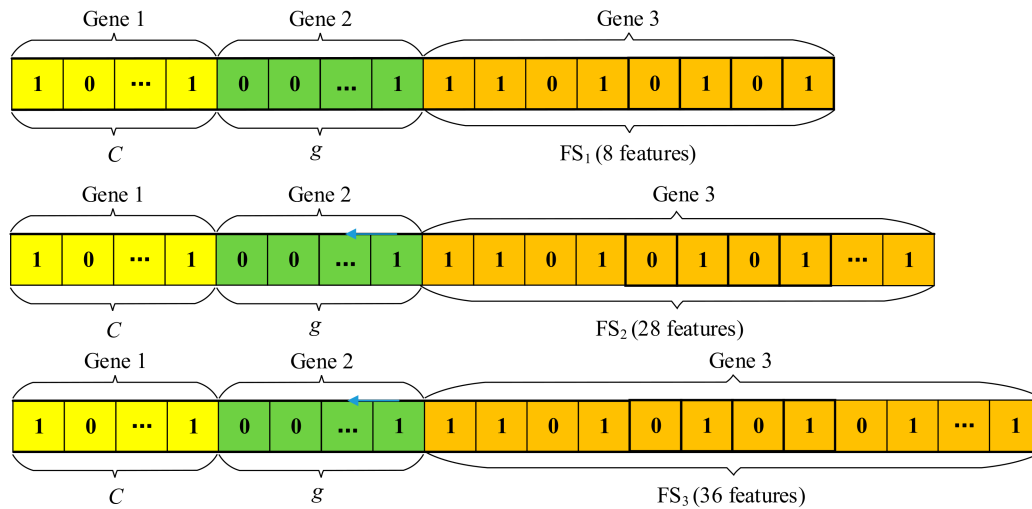 Gene 1 Gene 2 Gene 3
1 0 ... 1 0 0 ... 1 1 1 0 1 0 1 0 1
C g FS1 (8 features)
Gene 1 Gene 2 Gene 3
1 0 ... 1 0 0 ... 1 1 1 0 1 0 1 0 1 ... 1
C g FS2 (28 features)
Gene 1 Gene 2 Gene 3
1 0 ... 1 0 0 ... 1 1 1 0 1 0 1 0 1 0 1 ... 1
C g FS3 (36 features)